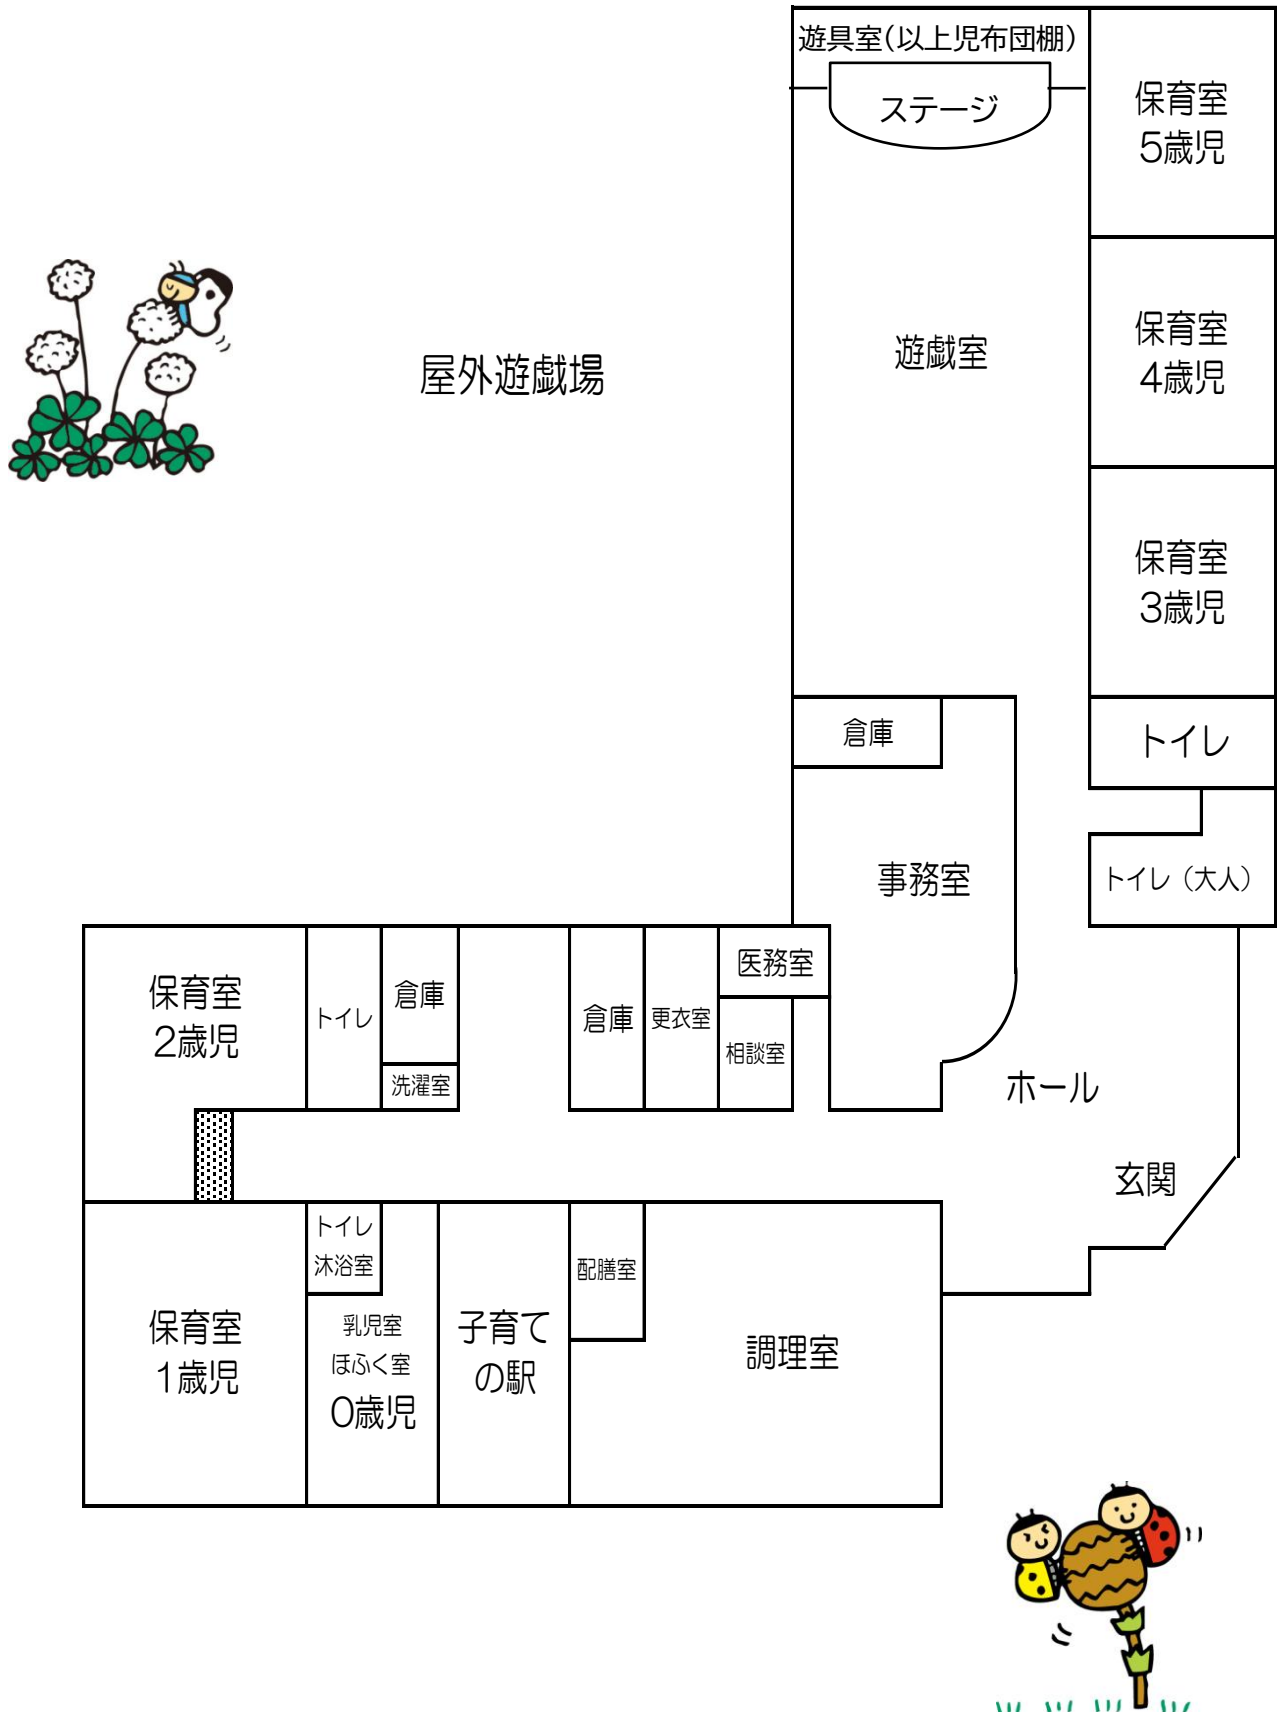 遊具室(以上児布団棚)
ステージ
保育室
5歳児
保育室
4歳児
遊戯室
屋外遊戯場
保育室
3歳児
倉庫
トイレ
事務室
トイレ（大人）
保育室
2歳児
トイレ
倉庫
洗濯室
倉庫
更衣室
医務室
相談室
ホール
玄関
保育室
1歳児
トイレ
沐浴室
乳児室
ほふく室
0歳児
子育て
の駅
配膳室
調理室